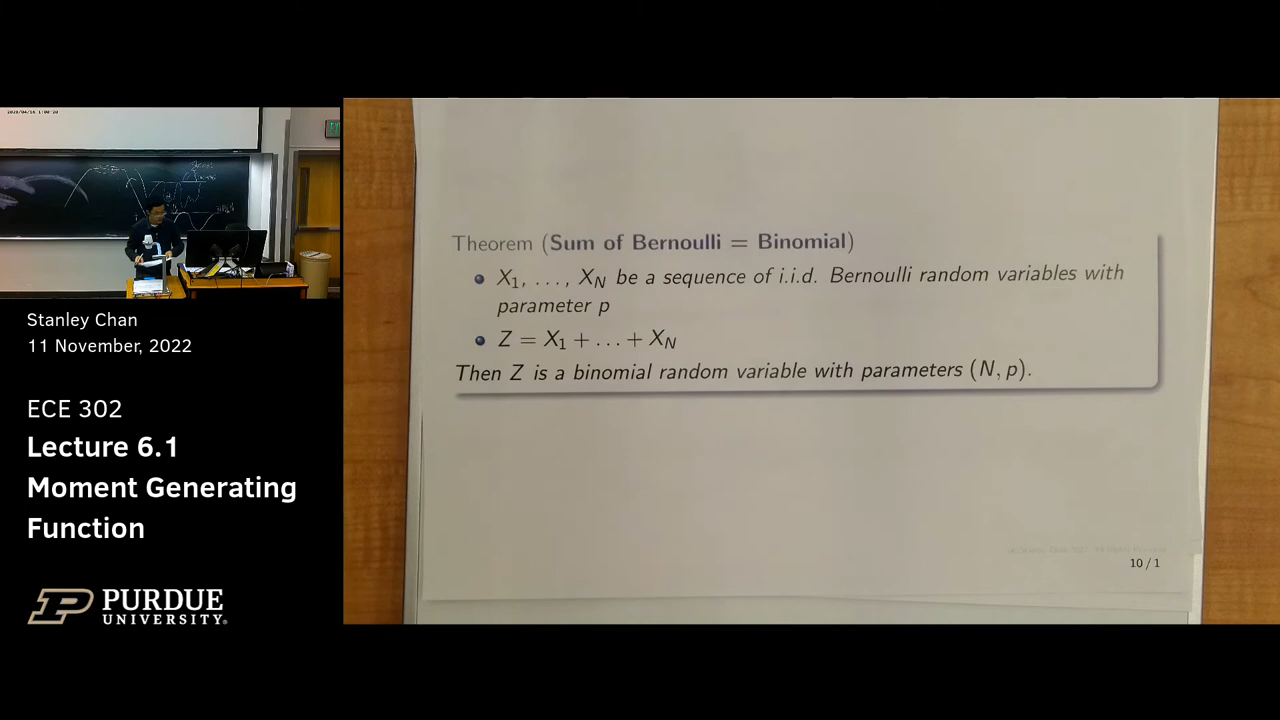 Theorem (Sum of Bernoulli = Binomial)
X₁, . . . , X_N be a sequence of i.i.d. Bernoulli random variables with
parameter p
Z = X₁ + . . . + X_N
Then Z is a binomial random variable with parameters (N, p).
10 / 1
Stanley Chan
11 November, 2022
ECE 302
Lecture 6.1
Moment Generating
Function
PURDUE
UNIVERSITY.